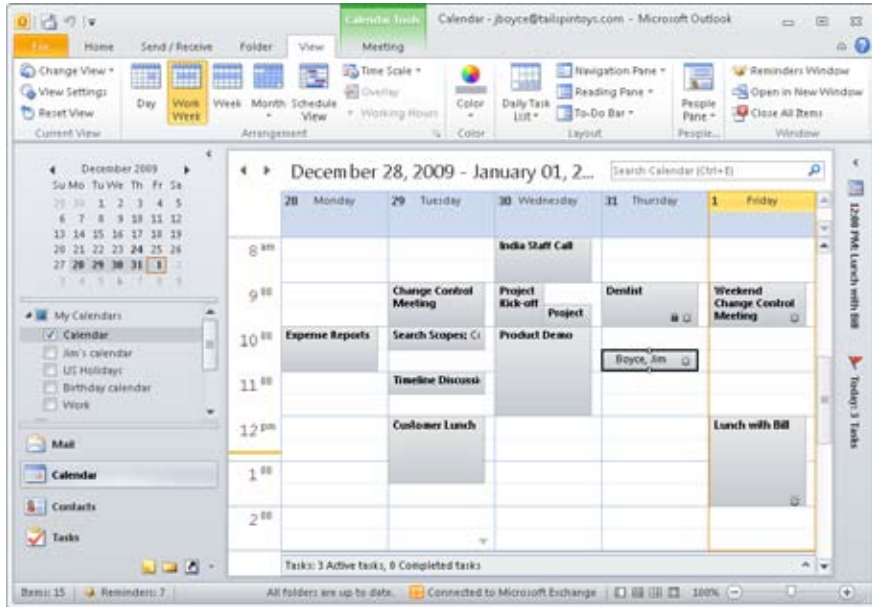 Calendar Tools
Calendar - jboyce@tailspintoys.com - Microsoft Outlook
File Home Send / Receive Folder View Meeting
Change View
View Settings
Reset View
Current View
Day
Work Week
Week
Month
Schedule View
Time Scale
Overlay
Working Hours
Arrangement
Color
Color
Daily Task List
Navigation Pane
Reading Pane
To-Do Bar
Layout
People Pane
People...
Reminders Window
Open in New Window
Close All Items
Window
December 2009
Su Mo Tu We Th Fr Sa
29 30 1 2 3 4 5
6 7 8 9 10 11 12
13 14 15 16 17 18 19
20 21 22 23 24 25 26
27 28 29 30 31 1 2
3 4 5 6 7 8 9
My Calendars
Calendar
Jim's calendar
US Holidays
Birthday calendar
Work
Mail
Calendar
Contacts
Tasks
December 28, 2009 - January 01, 2...
Search Calendar (Ctrl+E)
28 Monday
29 Tuesday
30 Wednesday
31 Thursday
1 Friday
8 am
9 00
10 00
11 00
12 pm
1 00
2 00
India Staff Call
Change Control Meeting
Project Kick-off
Project
Dentist
Weekend Change Control Meeting
Expense Reports
Search Scopes;
Product Demo
Boyce, Jim
Timeline Discussi
Customer Lunch
Lunch with Bill
Tasks: 3 Active tasks, 0 Completed tasks
12:00 PM: Lunch with Bill
Today: 3 Tasks
Items: 15
Reminders: 7
All folders are up to date.
Connected to Microsoft Exchange
100%